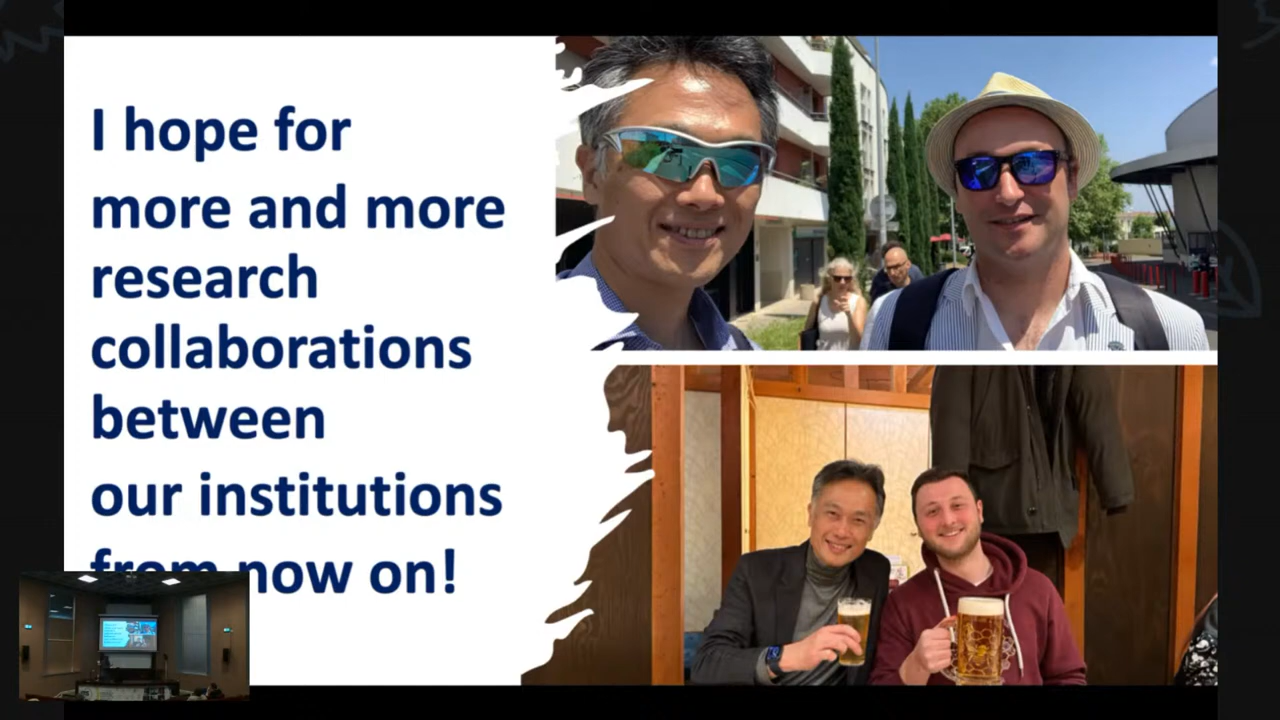 I hope for
more and more
research
collaborations
between
our institutions
from now on!